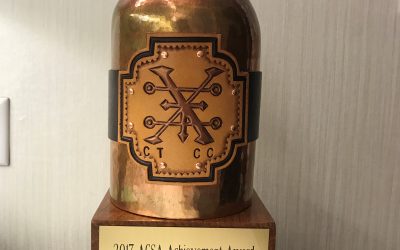 CT CC
2017 ACSA Achievement Award